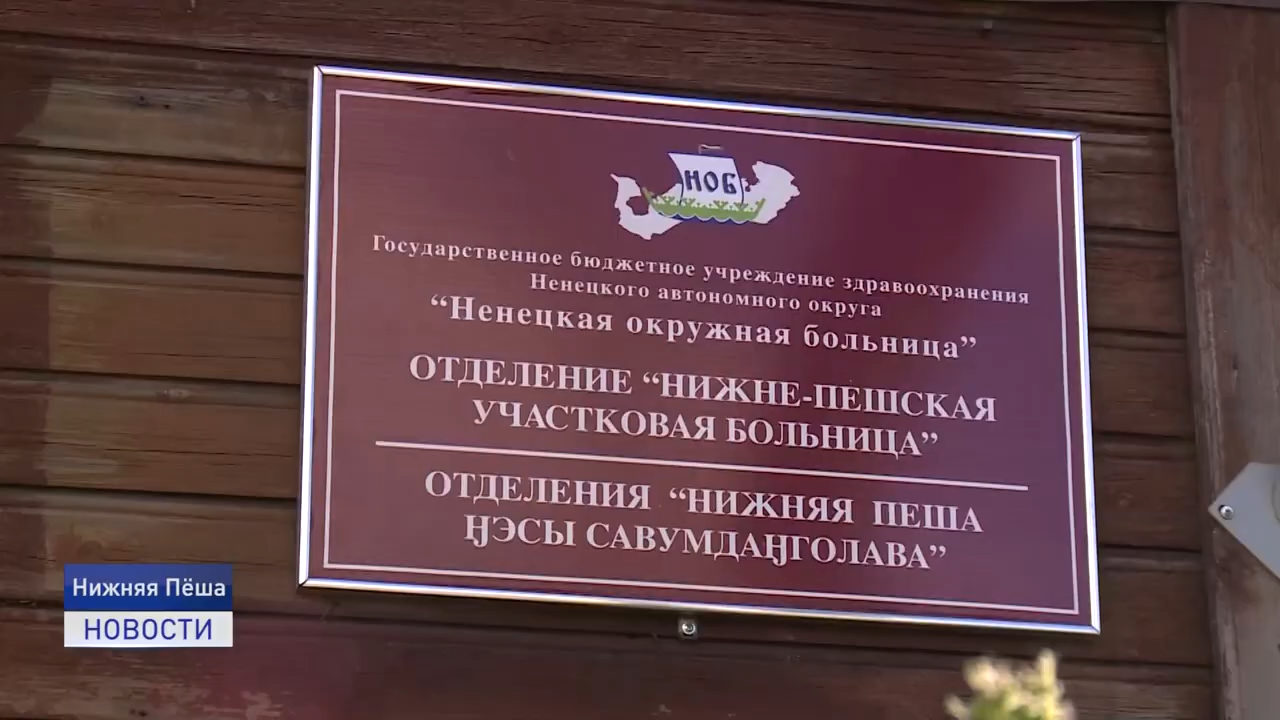 НОБ
Государственное бюджетное учреждение здравоохранения
Ненецкого автономного округа
“Ненецкая окружная больница”
ОТДЕЛЕНИЕ “НИЖНЕ-ПЕШСКАЯ
УЧАСТКОВАЯ БОЛЬНИЦА”
ОТДЕЛЕНИЯ “НИЖНЯЯ ПЕША
ӇЭСЫ САВУМДАӇГОЛАВА”
Нижняя Пёша
НОВОСТИ